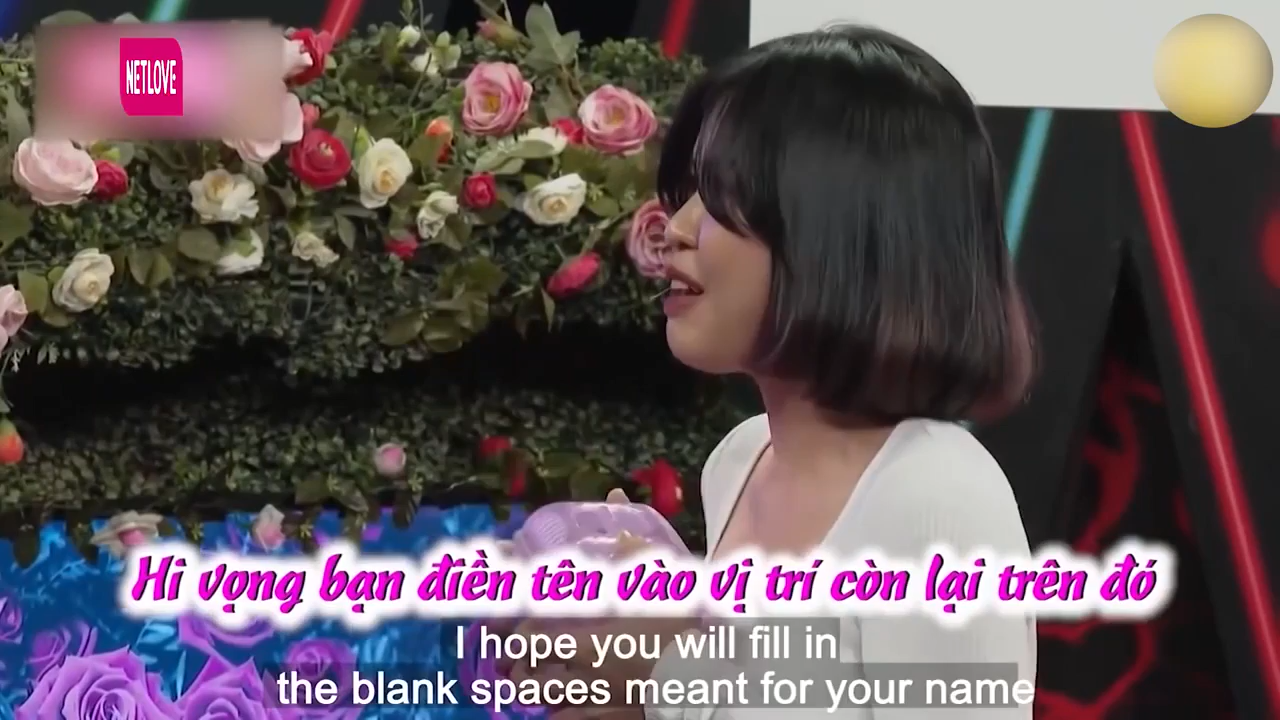 NETLOVE
Hi vọng bạn điền tên vào vị trí còn lại trên đó
I hope you will fill in
the blank spaces meant for your name